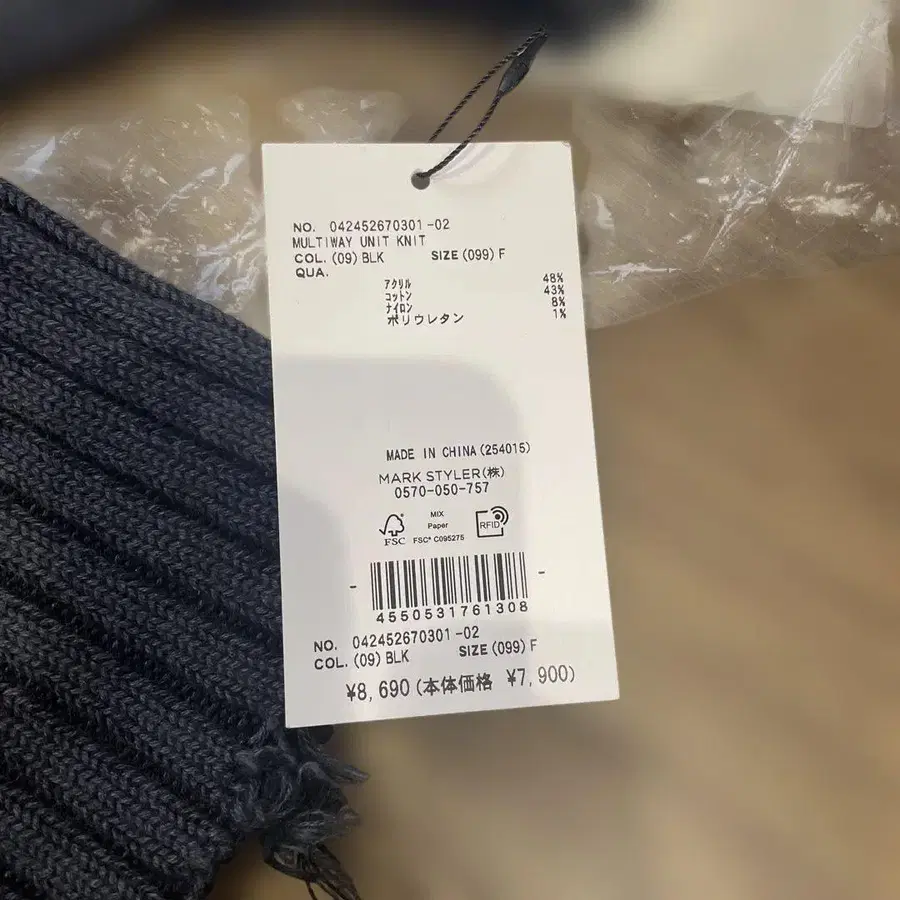 NO. 042452670301-02
MULTIWAY UNIT KNIT
COL. (09) BLK SIZE (099) F
QUA.
アクリル 48%
コットン 43%
ナイロン 8%
ポリウレタン 1%
MADE IN CHINA (254015)
MARK STYLER(株)
0570-050-757
FSC
MIX
Paper
FSC® C095275
RFID
4550531761308
NO. 042452670301-02
COL. (09) BLK SIZE (099) F
¥8,690 (本体価格 ¥7,900)